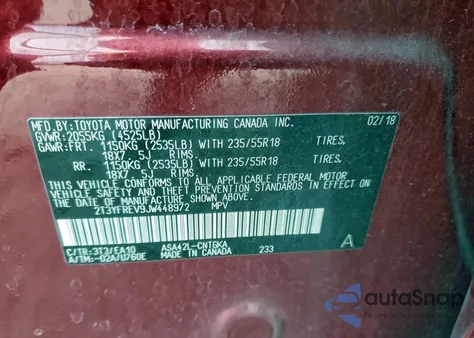 MFD.BY: TOYOTA MOTOR MANUFACTURING CANADA INC. 02/18
GVWR: 2055KG (4525LB)
GAWR: FRT. 1150KG (2535LB) WITH 235/55R18 TIRES,
18X7.5J RIMS.
RR. 1150KG (2535LB) WITH 235/55R18 TIRES,
18X7.5J RIMS.
THIS VEHICLE CONFORMS TO ALL APPLICABLE FEDERAL MOTOR
VEHICLE SAFETY AND THEFT PREVENTION STANDARDS IN EFFECT ON
THE DATE OF MANUFACTURE SHOWN ABOVE.
2T3YFREV9JW448972 MPV
C/TR:3T3/EA10 ASA42L-CNTGKA
A/TM:-02A/U760E MADE IN CANADA 233 A
autoSnap